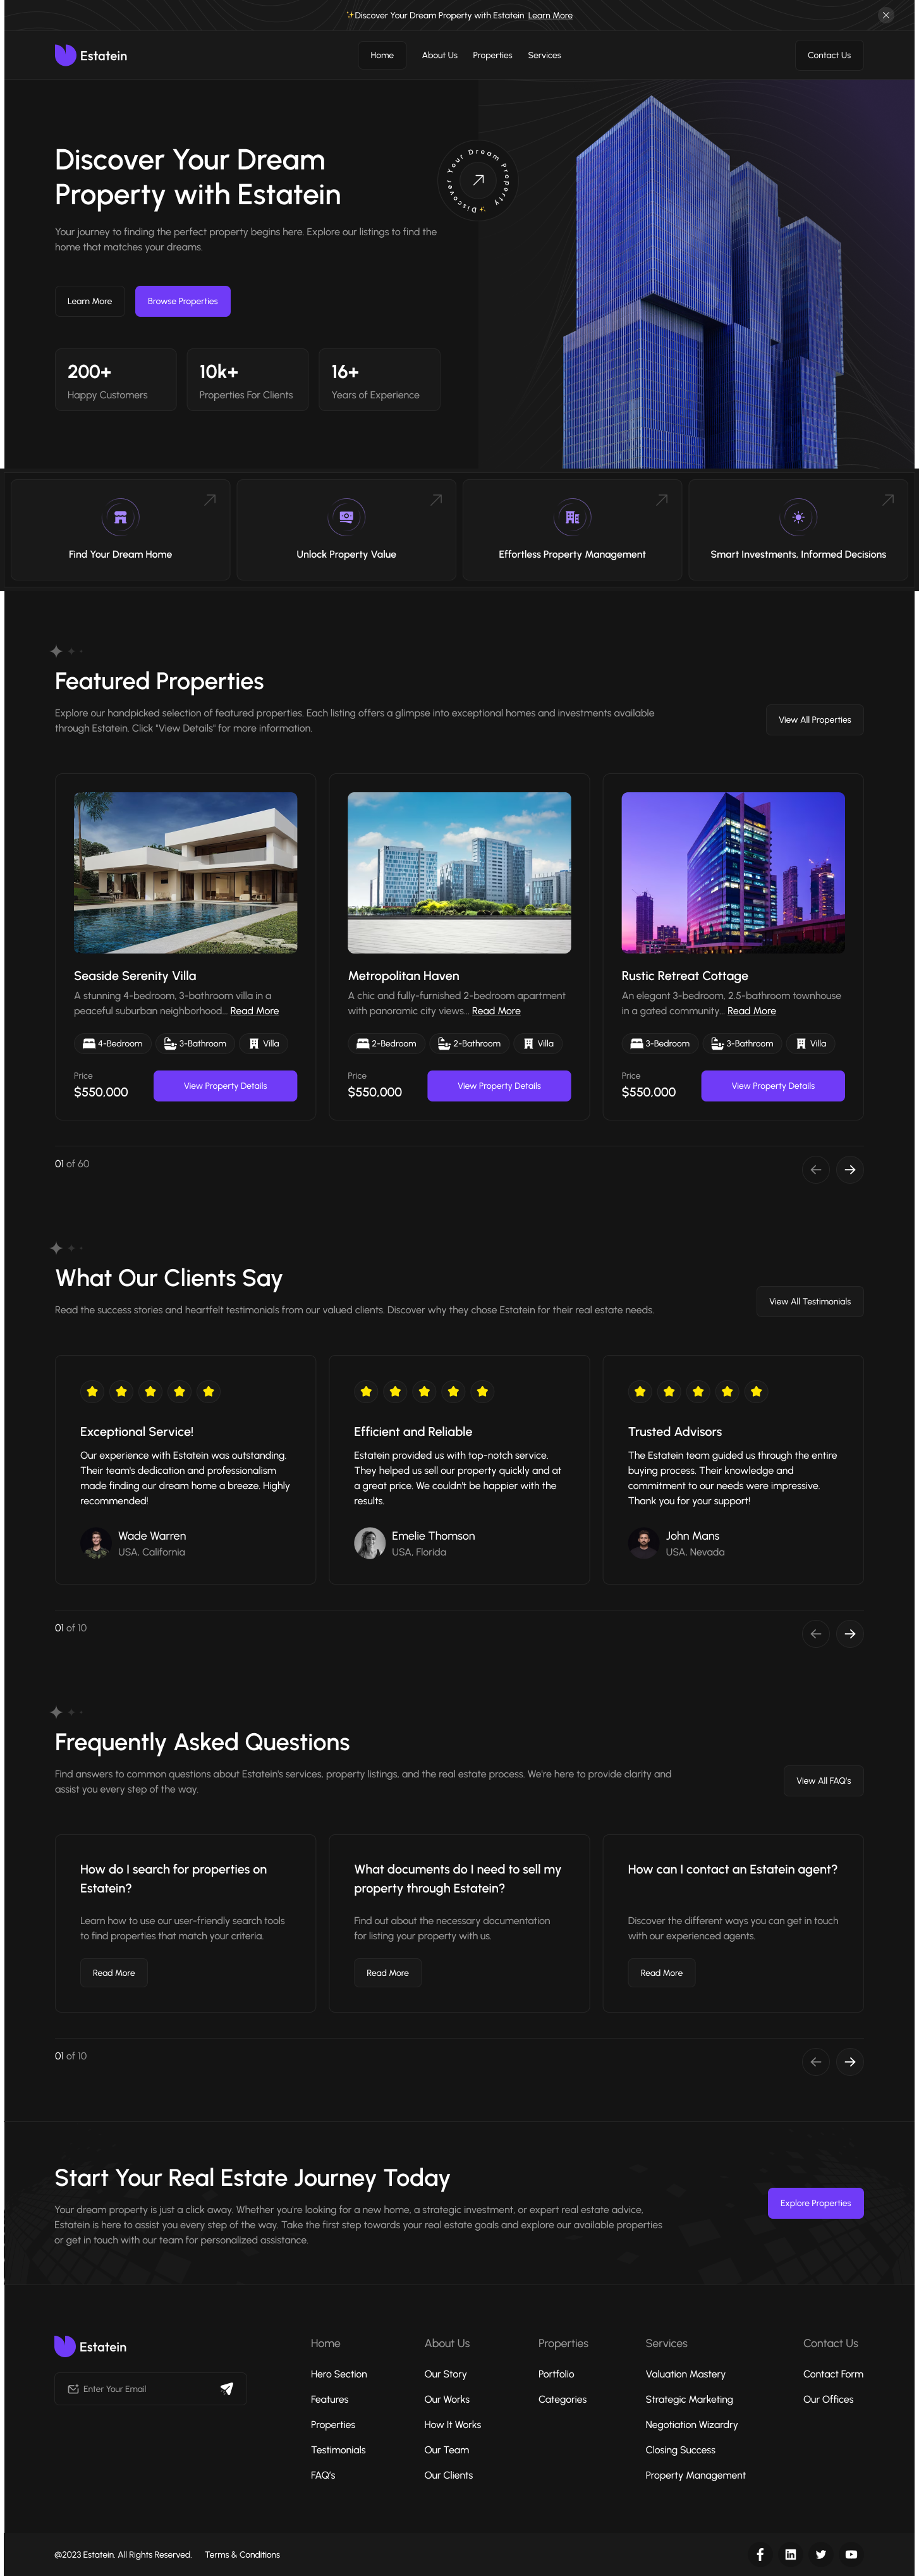 ✨Discover Your Dream Property with Estatein Learn More
Estatein
Home
About Us
Properties
Services
Contact Us
Discover Your Dream
Property with Estatein
✨Discover Your Dream Property
Your journey to finding the perfect property begins here. Explore our listings to find the
home that matches your dreams.
Learn More
Browse Properties
200+
Happy Customers
10k+
Properties For Clients
16+
Years of Experience
Find Your Dream Home
Unlock Property Value
Effortless Property Management
Smart Investments, Informed Decisions
Featured Properties
Explore our handpicked selection of featured properties. Each listing offers a glimpse into exceptional homes and investments available
through Estatein. Click "View Details" for more information.
View All Properties
Seaside Serenity Villa
A stunning 4-bedroom, 3-bathroom villa in a
peaceful suburban neighborhood... Read More
4-Bedroom
3-Bathroom
Villa
Price
$550,000
View Property Details
Metropolitan Haven
A chic and fully-furnished 2-bedroom apartment
with panoramic city views... Read More
2-Bedroom
2-Bathroom
Villa
Price
$550,000
View Property Details
Rustic Retreat Cottage
An elegant 3-bedroom, 2.5-bathroom townhouse
in a gated community... Read More
3-Bedroom
3-Bathroom
Villa
Price
$550,000
View Property Details
01 of 60
What Our Clients Say
Read the success stories and heartfelt testimonials from our valued clients. Discover why they chose Estatein for their real estate needs.
View All Testimonials
Exceptional Service!
Our experience with Estatein was outstanding.
Their team's dedication and professionalism
made finding our dream home a breeze. Highly
recommended!
Wade Warren
USA, California
Efficient and Reliable
Estatein provided us with top-notch service.
They helped us sell our property quickly and at
a great price. We couldn't be happier with the
results.
Emelie Thomson
USA, Florida
Trusted Advisors
The Estatein team guided us through the entire
buying process. Their knowledge and
commitment to our needs were impressive.
Thank you for your support!
John Mans
USA, Nevada
01 of 10
Frequently Asked Questions
Find answers to common questions about Estatein's services, property listings, and the real estate process. We're here to provide clarity and
assist you every step of the way.
View All FAQ's
How do I search for properties on
Estatein?
Learn how to use our user-friendly search tools
to find properties that match your criteria.
Read More
What documents do I need to sell my
property through Estatein?
Find out about the necessary documentation
for listing your property with us.
Read More
How can I contact an Estatein agent?
Discover the different ways you can get in touch
with our experienced agents.
Read More
01 of 10
Start Your Real Estate Journey Today
Your dream property is just a click away. Whether you're looking for a new home, a strategic investment, or expert real estate advice,
Estatein is here to assist you every step of the way. Take the first step towards your real estate goals and explore our available properties
or get in touch with our team for personalized assistance.
Explore Properties
Estatein
Enter Your Email
Home
Hero Section
Features
Properties
Testimonials
FAQ's
About Us
Our Story
Our Works
How It Works
Our Team
Our Clients
Properties
Portfolio
Categories
Services
Valuation Mastery
Strategic Marketing
Negotiation Wizardry
Closing Success
Property Management
Contact Us
Contact Form
Our Offices
@2023 Estatein. All Rights Reserved.
Terms & Conditions